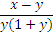 x − y
y(1 + y)